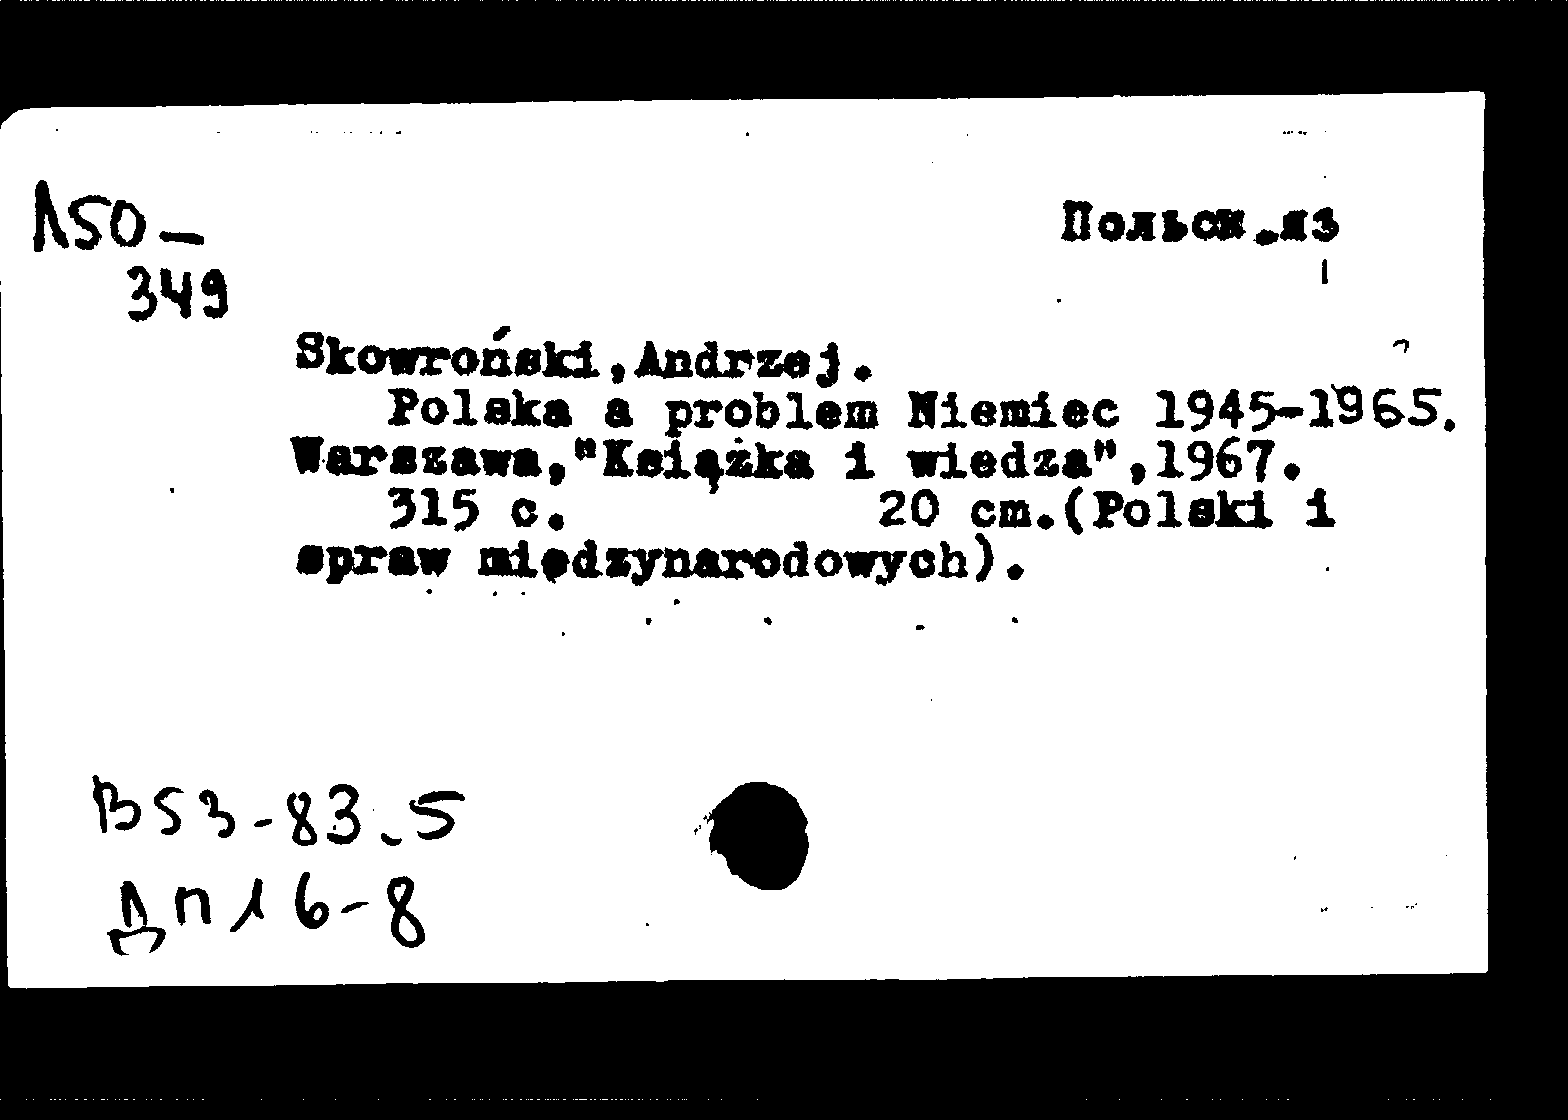 Л50-
349
Польск.яз
Skowroński,Andrzej.
Polska a problem Niemiec 1945-1965.
Warszawa,"Książka i wiedza",1967.
315 c. 20 cm.(Polski i
spraw międzynarodowych).
В53-83.5
Дп16-8